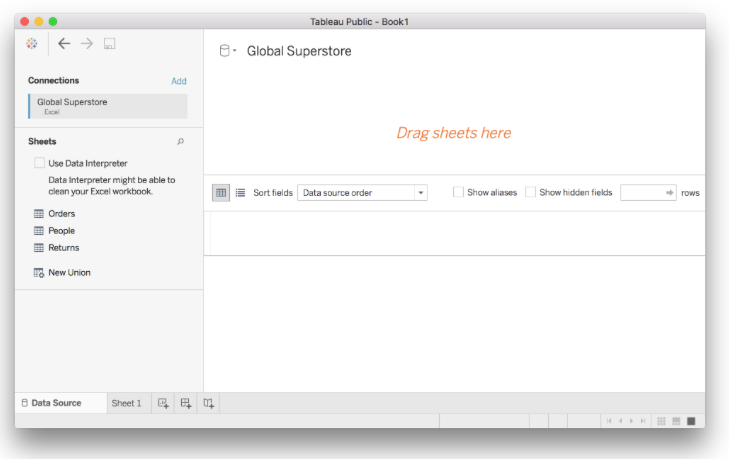 Tableau Public - Book1
Global Superstore
Connections
Add
Global Superstore
Excel
Drag sheets here
Sheets
Use Data Interpreter
Data Interpreter might be able to
clean your Excel workbook.
Sort fields Data source order Show aliases Show hidden fields rows
Orders
People
Returns
New Union
Data Source Sheet 1